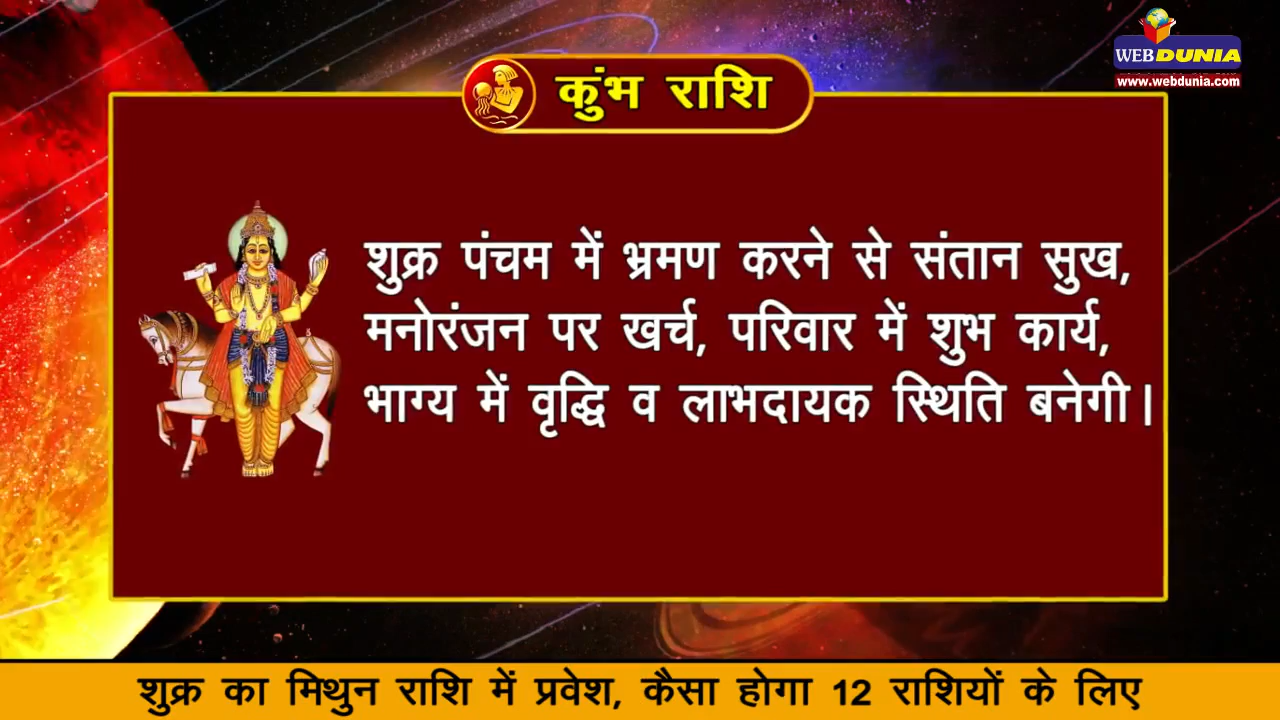 WEBDUNIA
www.webdunia.com
कुंभ राशि
शुक्र पंचम में भ्रमण करने से संतान सुख,
मनोरंजन पर खर्च, परिवार में शुभ कार्य,
भाग्य में वृद्धि व लाभदायक स्थिति बनेगी।
शुक्र का मिथुन राशि में प्रवेश, कैसा होगा 12 राशियों के लिए